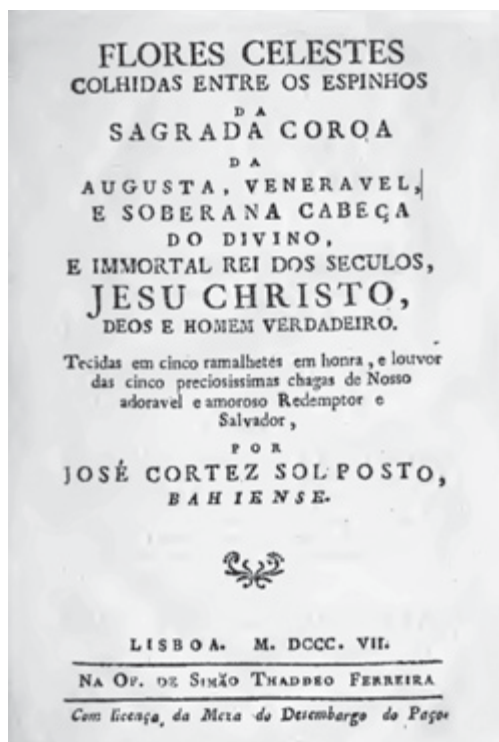 FLORES CELESTES
COLHIDAS ENTRE OS ESPINHOS
DA
SAGRADA COROA
DA
AUGUSTA, VENERAVEL,
E SOBERANA CABEÇA
DO DIVINO,
E IMMORTAL REI DOS SECULOS,
JESU CHRISTO,
DEOS E HOMEM VERDADEIRO.
Tecidas em cinco ramalhetes em honra, e louvor
das cinco preciosissimas chagas de Nosso
adoravel e amoroso Redemptor e
Salvador,
POR
JOSÉ CORTEZ SOLPOSTO,
BAHIENSE.
LISBOA. M. DCCC. VII.
NA OF. DE SIMÃO THADDEO FERREIRA
Com licença, da Meza do Desembargo do Paço.